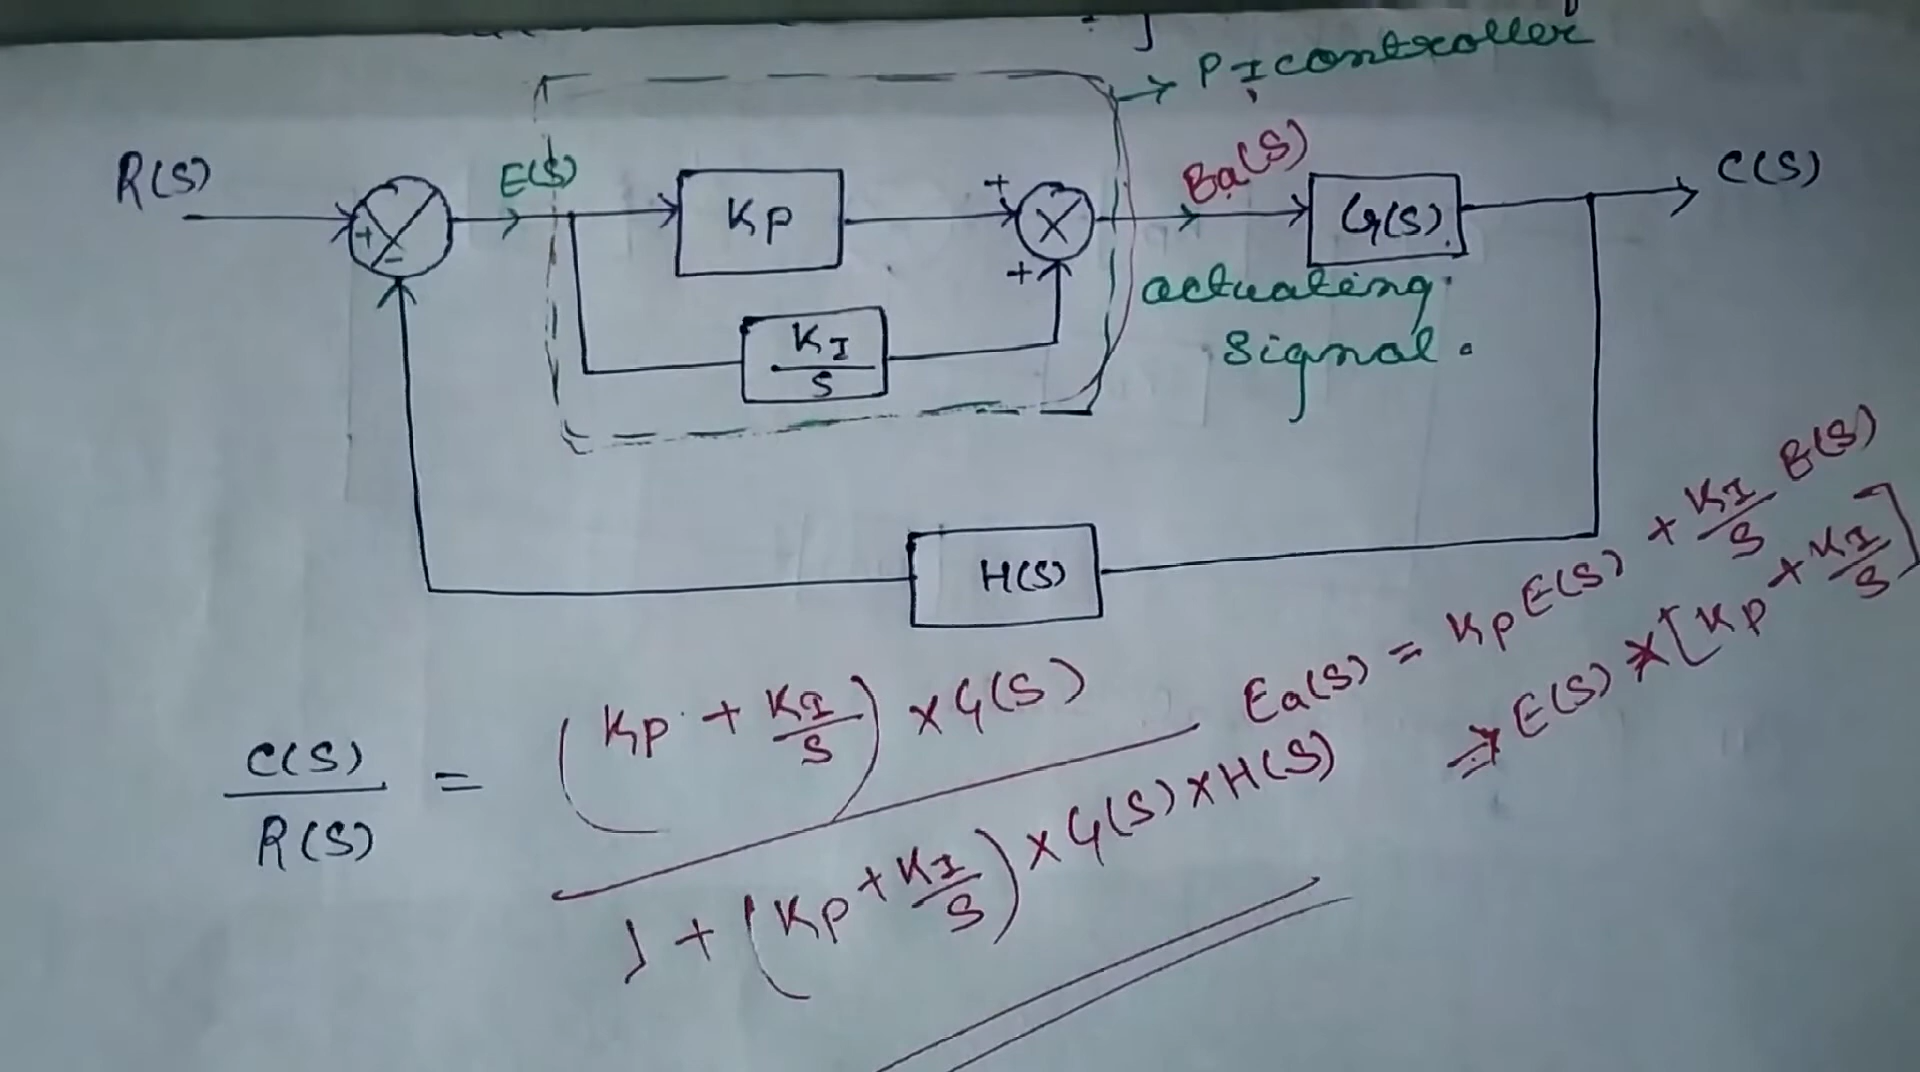 PI controller
R(S)
+
-
E(S)
KP
+
+
Ea(S)
G(S)
C(S)
KI
S
actuating
signal.
H(S)
Ea(S) = KP E(S) + KI/S E(S)
⇒ E(S) × [KP + KI/S]
C(S)/R(S) = (KP + KI/S) × G(S)
1 + (KP + KI/S) × G(S) × H(S)